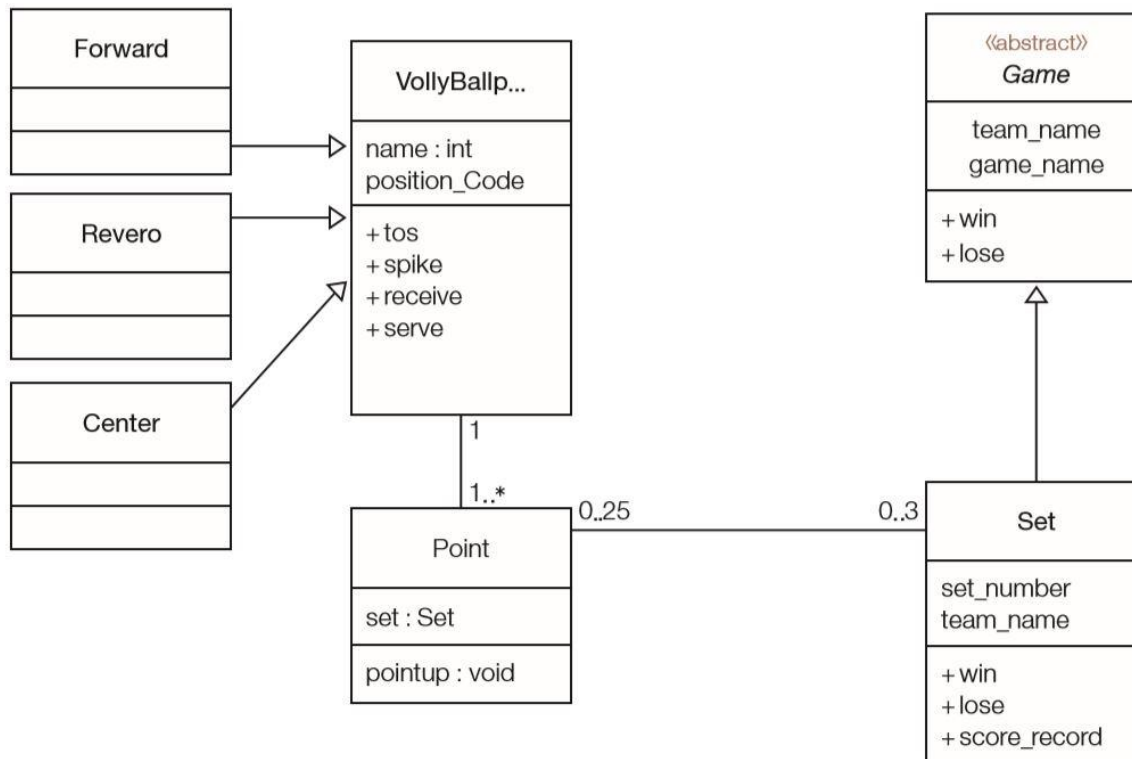 Forward
Revero
Center
VollyBallp...
name : int
position_Code
+ tos
+ spike
+ receive
+ serve
1
1..*
Point
set : Set
pointup : void
0..25
0..3
«abstract»
Game
team_name
game_name
+ win
+ lose
Set
set_number
team_name
+ win
+ lose
+ score_record